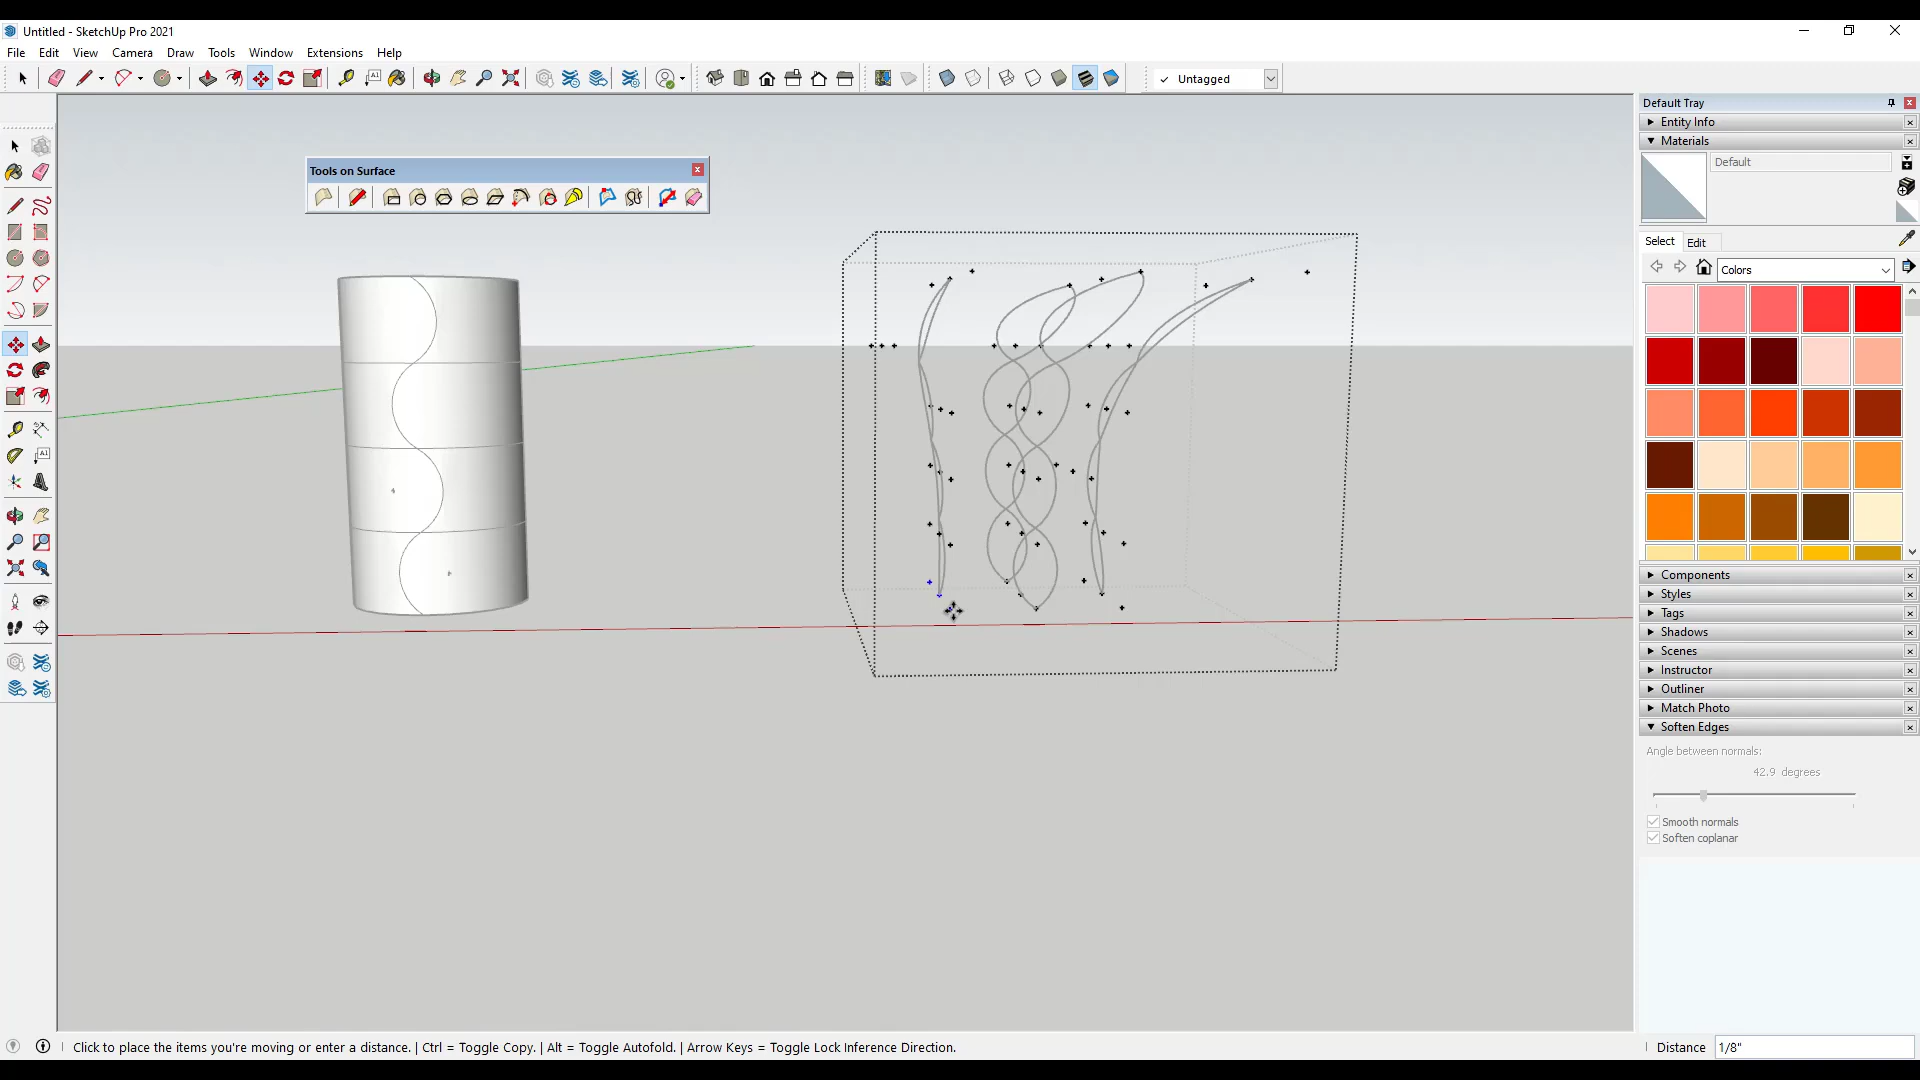 Untitled - SketchUp Pro 2021
File Edit View Camera Draw Tools Window Extensions Help
A1
✓ Untagged
Default Tray
Entity Info
Materials
Default
Tools on Surface
Select Edit
Colors
A1
Components
Styles
Tags
Shadows
Scenes
Instructor
Outliner
Match Photo
Soften Edges
Angle between normals:
42.9 degrees
Smooth normals
Soften coplanar
Click to place the items you're moving or enter a distance. | Ctrl = Toggle Copy. | Alt = Toggle Autofold. | Arrow Keys = Toggle Lock Inference Direction.
Distance 1/8"